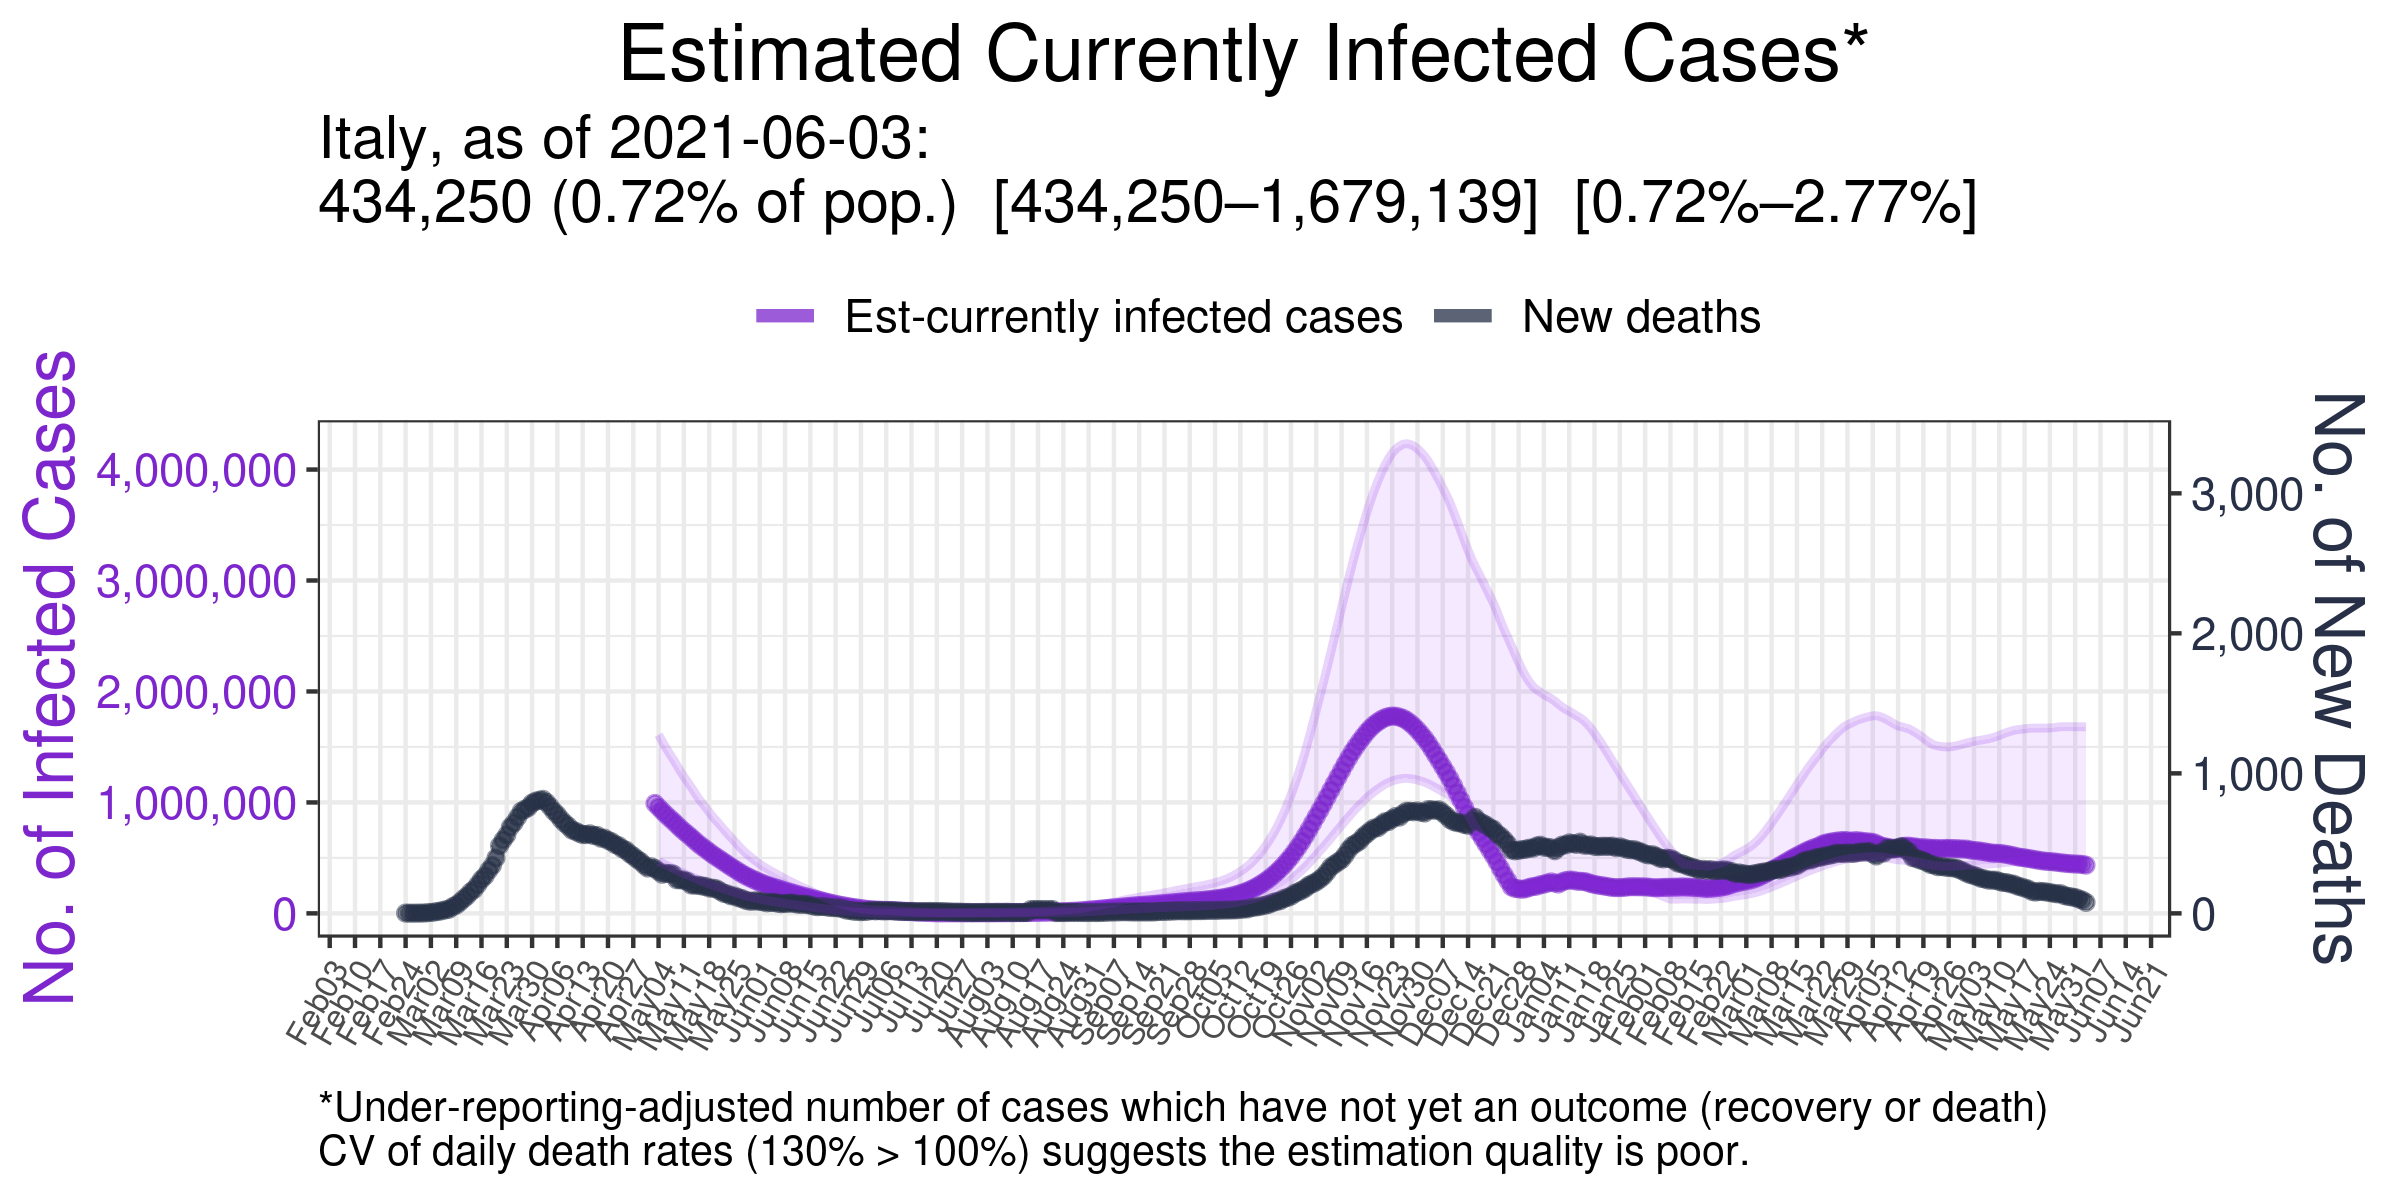 Estimated Currently Infected Cases*
Italy, as of 2021-06-03:
434,250 (0.72% of pop.)  [434,250–1,679,139]  [0.72%–2.77%]
Est-currently infected cases
New deaths
No. of Infected Cases
4,000,000
3,000,000
2,000,000
1,000,000
0
3,000
2,000
1,000
0
No. of New Deaths
Feb03
Feb10
Feb17
Feb24
Mar02
Mar09
Mar16
Mar23
Mar30
Apr06
Apr13
Apr20
Apr27
May04
May11
May18
May25
Jun01
Jun08
Jun15
Jun22
Jun29
Jul06
Jul13
Jul20
Jul27
Aug03
Aug10
Aug17
Aug24
Aug31
Sep07
Sep14
Sep21
Sep28
Oct05
Oct12
Oct19
Oct26
Nov02
Nov09
Nov16
Nov23
Nov30
Dec07
Dec14
Dec21
Dec28
Jan04
Jan11
Jan18
Jan25
Feb01
Feb08
Feb15
Feb22
Mar01
Mar08
Mar15
Mar22
Mar29
Apr05
Apr12
Apr19
Apr26
May03
May10
May17
May24
May31
Jun07
Jun14
Jun21
*Under-reporting-adjusted number of cases which have not yet an outcome (recovery or death)
CV of daily death rates (130% > 100%) suggests the estimation quality is poor.